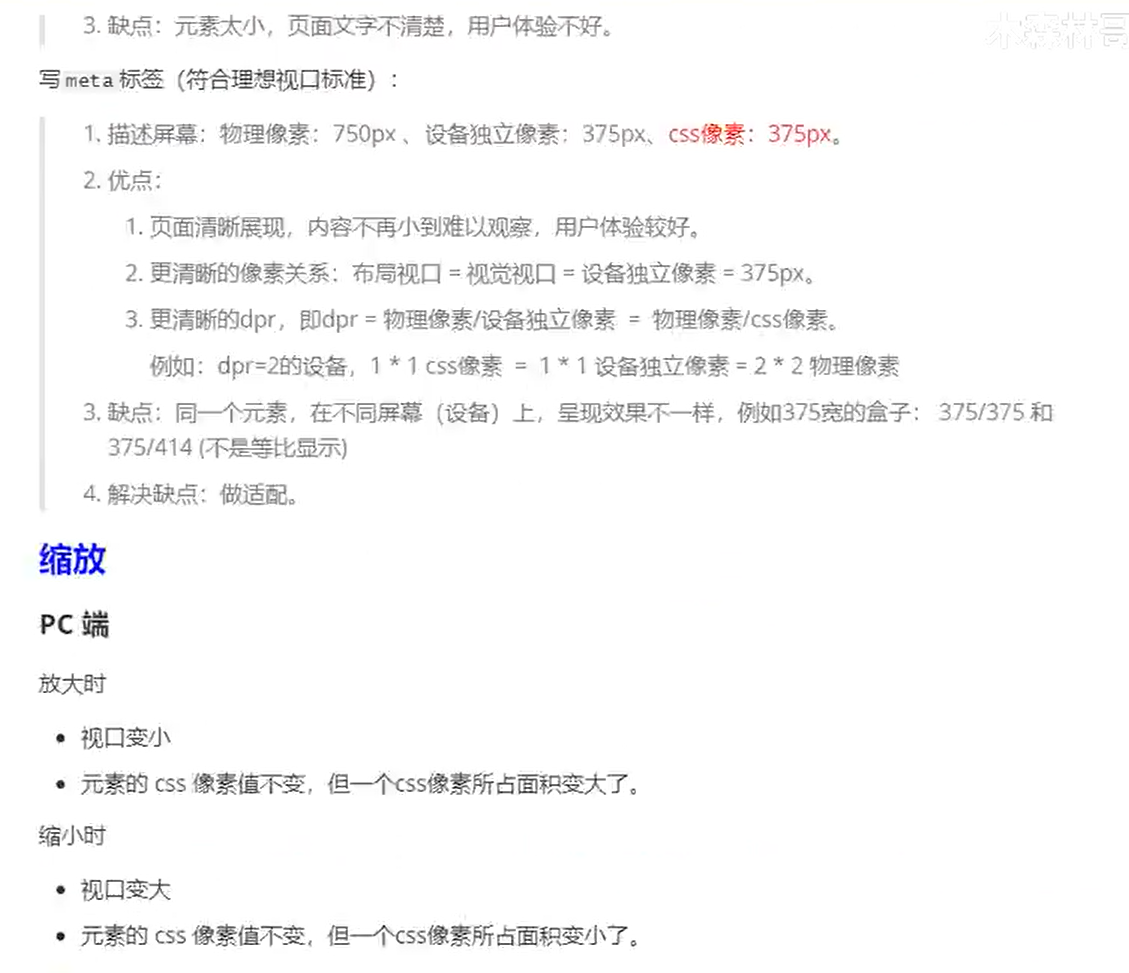 木森林哥
3. 缺点：元素太小，页面文字不清楚，用户体验不好。
写meta标签（符合理想视口标准）：
1. 描述屏幕：物理像素：750px 、设备独立像素：375px、css像素：375px。
2. 优点：
1. 页面清晰展现，内容不再小到难以观察，用户体验较好。
2. 更清晰的像素关系：布局视口 = 视觉视口 = 设备独立像素 = 375px。
3. 更清晰的dpr，即dpr = 物理像素/设备独立像素 = 物理像素/css像素。
例如：dpr=2的设备，1 * 1 css像素 = 1 * 1 设备独立像素 = 2 * 2 物理像素
3. 缺点：同一个元素，在不同屏幕（设备）上，呈现效果不一样，例如375宽的盒子： 375/375 和
375/414 (不是等比显示)
4. 解决缺点：做适配。
缩放
PC 端
放大时
• 视口变小
• 元素的 css 像素值不变，但一个css像素所占面积变大了。
缩小时
• 视口变大
• 元素的 css 像素值不变，但一个css像素所占面积变小了。